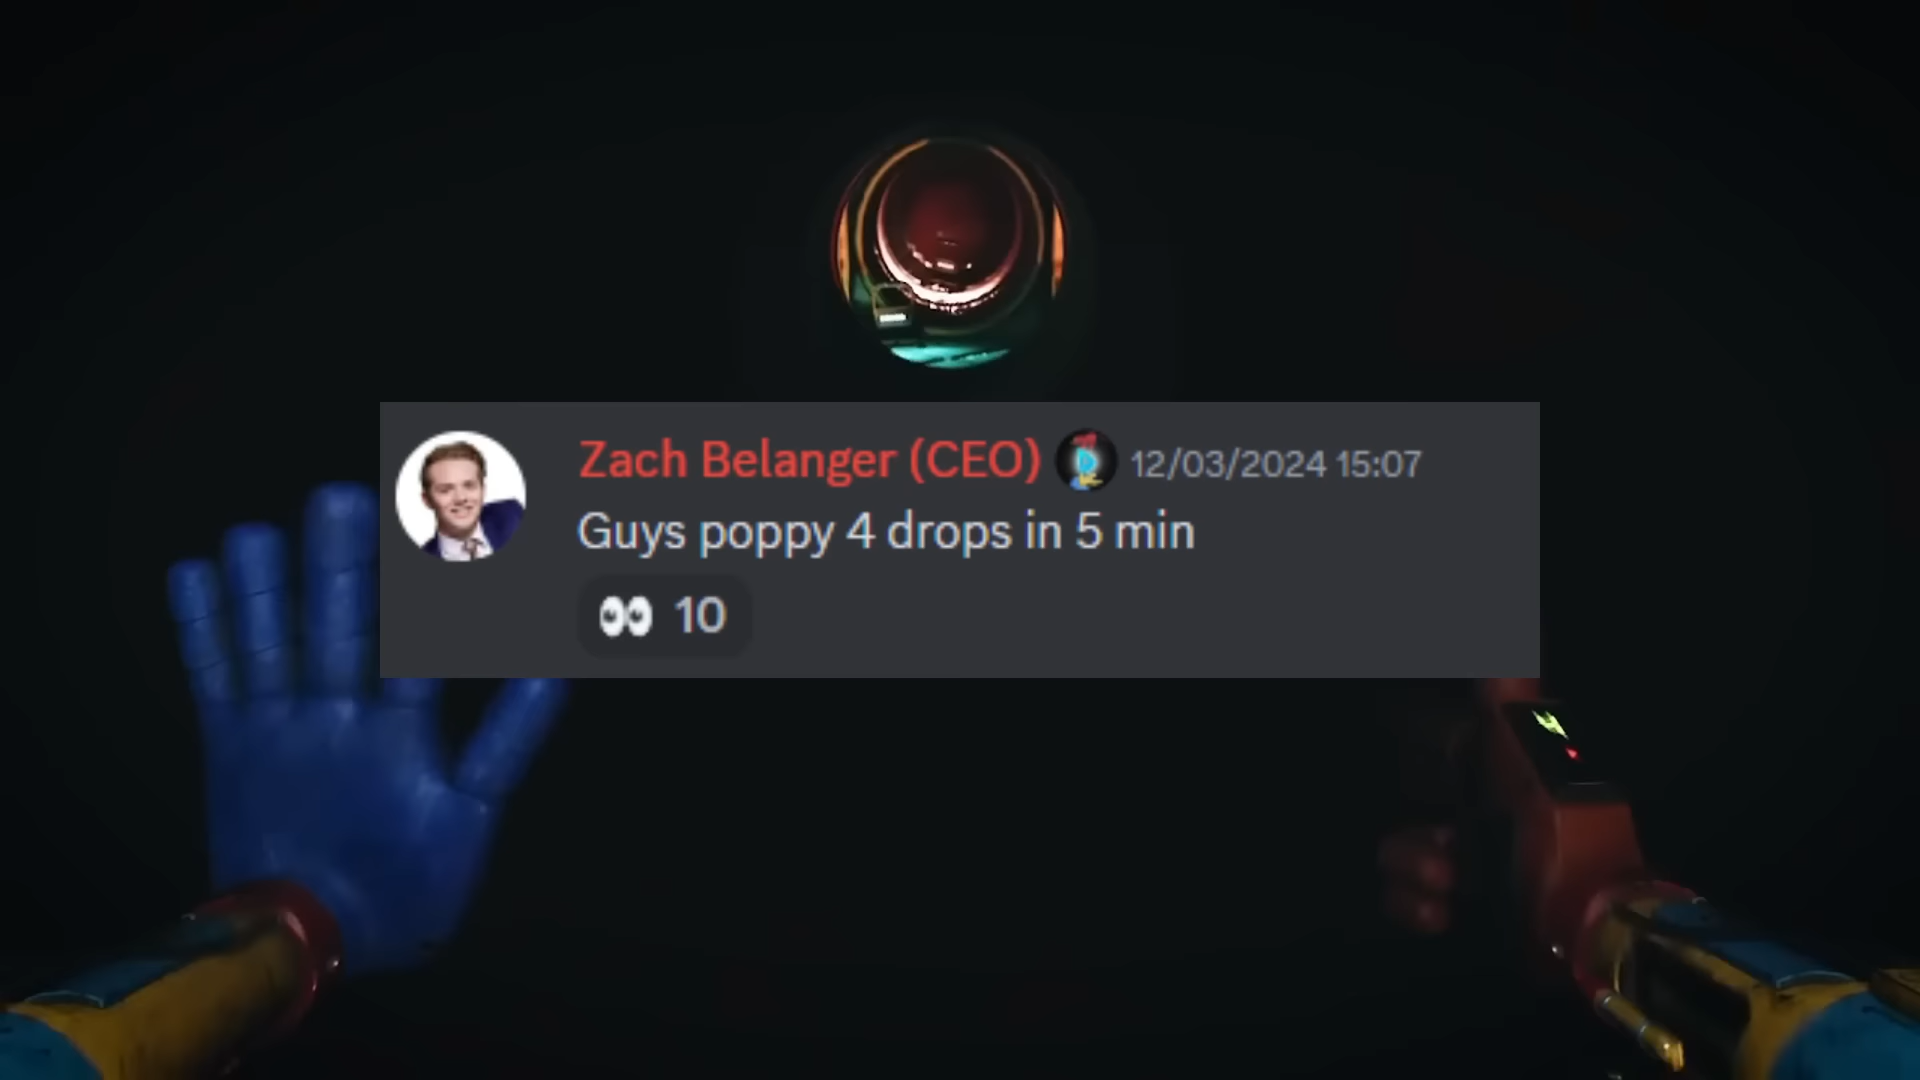 Zach Belanger (CEO) 12/03/2024 15:07
Guys poppy 4 drops in 5 min
👀 10